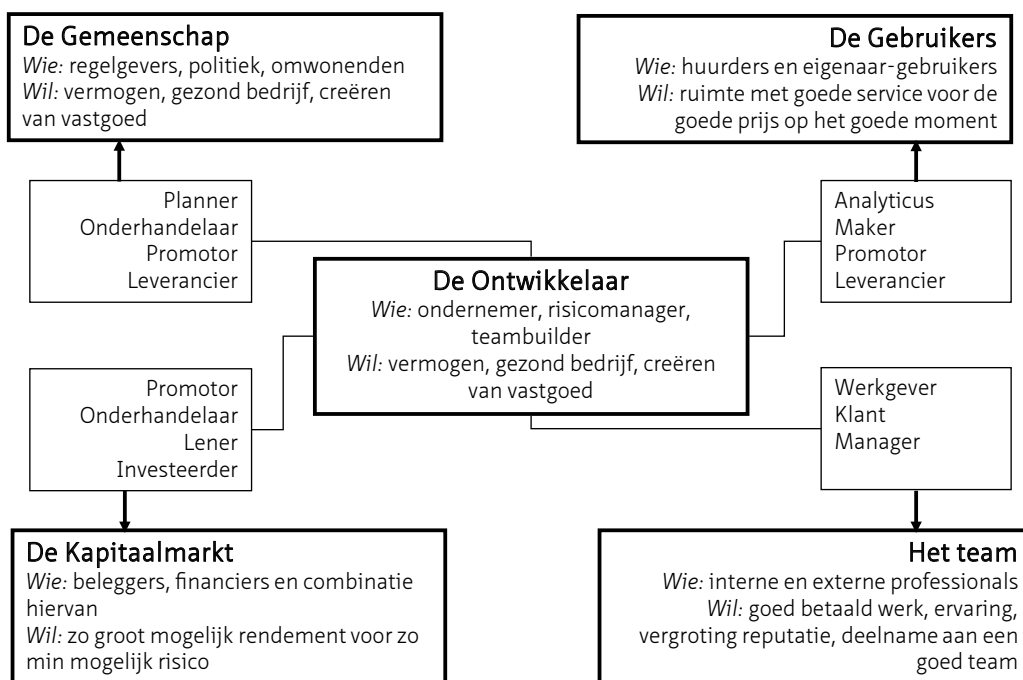 De Gemeenschap
Wie: regelgevers, politiek, omwonenden
Wil: vermogen, gezond bedrijf, creëren
van vastgoed
De Gebruikers
Wie: huurders en eigenaar-gebruikers
Wil: ruimte met goede service voor de
goede prijs op het goede moment
Planner
Onderhandelaar
Promotor
Leverancier
Analyticus
Maker
Promotor
Leverancier
De Ontwikkelaar
Wie: ondernemer, risicomanager,
teambuilder
Wil: vermogen, gezond bedrijf, creëren
van vastgoed
Promotor
Onderhandelaar
Lener
Investeerder
Werkgever
Klant
Manager
De Kapitaalmarkt
Wie: beleggers, financiers en combinatie
hiervan
Wil: zo groot mogelijk rendement voor zo
min mogelijk risico
Het team
Wie: interne en externe professionals
Wil: goed betaald werk, ervaring,
vergroting reputatie, deelname aan een
goed team